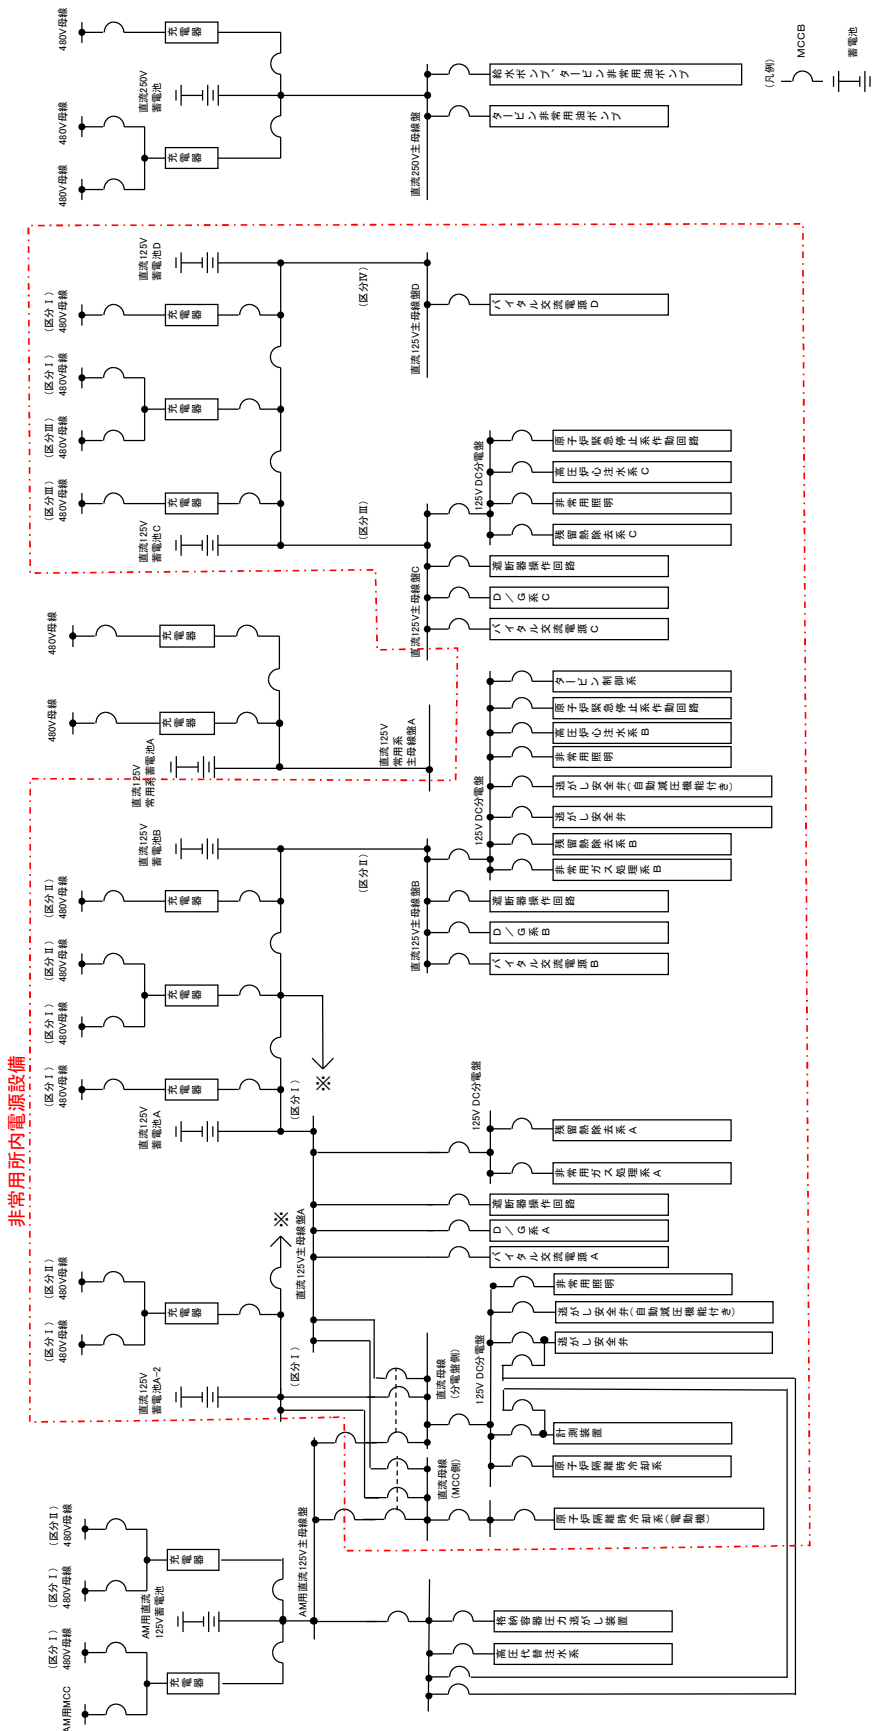 480V母線
充電器
直流250V
蓄電池
480V母線
充電器
480V母線
給水ポンプ、タービン非常用油ポンプ
タービン非常用油ポンプ
直流250V主母線盤
(凡例)
MCCB
蓄電池
直流125V
蓄電池D
(区分Ⅰ)
480V母線
充電器
(区分Ⅰ)
480V母線
充電器
(区分Ⅲ)
480V母線
(区分Ⅲ)
480V母線
充電器
直流125V
蓄電池C
(区分Ⅳ)
直流125V主母線盤D
バイタル交流電源D
(区分Ⅲ)
125V DC分電盤
原子炉緊急停止系作動回路
高圧炉心注水系C
非常用照明
残留熱除去系C
遮断器操作回路
D/G系C
バイタル交流電源C
直流125V主母線盤C
480V母線
充電器
480V母線
充電器
直流125V
常用系蓄電池A
直流125V
常用系
主母線盤A
直流125V
蓄電池B
(区分Ⅱ)
480V母線
充電器
(区分Ⅱ)
480V母線
充電器
(区分Ⅰ)
480V母線
(区分Ⅰ)
480V母線
充電器
直流125V
蓄電池A
(区分Ⅱ)
125V DC分電盤
タービン制御系
原子炉緊急停止系作動回路
高圧炉心注水系B
非常用照明
逃がし安全弁(自動減圧機能付き)
逃がし安全弁
残留熱除去系B
非常用ガス処理系B
遮断器操作回路
D/G系B
バイタル交流電源B
直流125V主母線盤B
※
(区分Ⅰ)
非常用所内電源設備
125V DC分電盤
残留熱除去系A
非常用ガス処理系A
遮断器操作回路
D/G系A
バイタル交流電源A
直流125V主母線盤A
※
(区分Ⅱ)
480V母線
充電器
(区分Ⅰ)
480V母線
直流125V
蓄電池A-2
(区分Ⅰ)
直流母線
(分電盤側)
125V DC分電盤
非常用照明
逃がし安全弁(自動減圧機能付き)
逃がし安全弁
計測装置
原子炉隔離時冷却系
直流母線
(MCC側)
原子炉隔離時冷却系(電動機)
AM用直流125V主母線盤
(区分Ⅱ)
480V母線
充電器
(区分Ⅰ)
480V母線
AM用直流
125V蓄電池
(区分Ⅰ)
480V母線
充電器
AM用MCC
格納容器圧力逃がし装置
高圧代替注水系